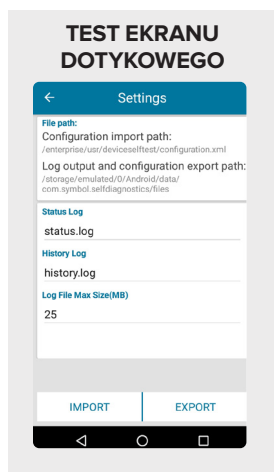 TEST EKRANU
DOTYKOWEGO
Settings
File path:
Configuration import path:
/enterprise/usr/deviceselftest/configuration.xml
Log output and configuration export path:
/storage/emulated/0/Android/data/
com.symbol.selfdiagnostics/files
Status Log
status.log
History Log
history.log
Log File Max Size(MB)
25
IMPORT
EXPORT